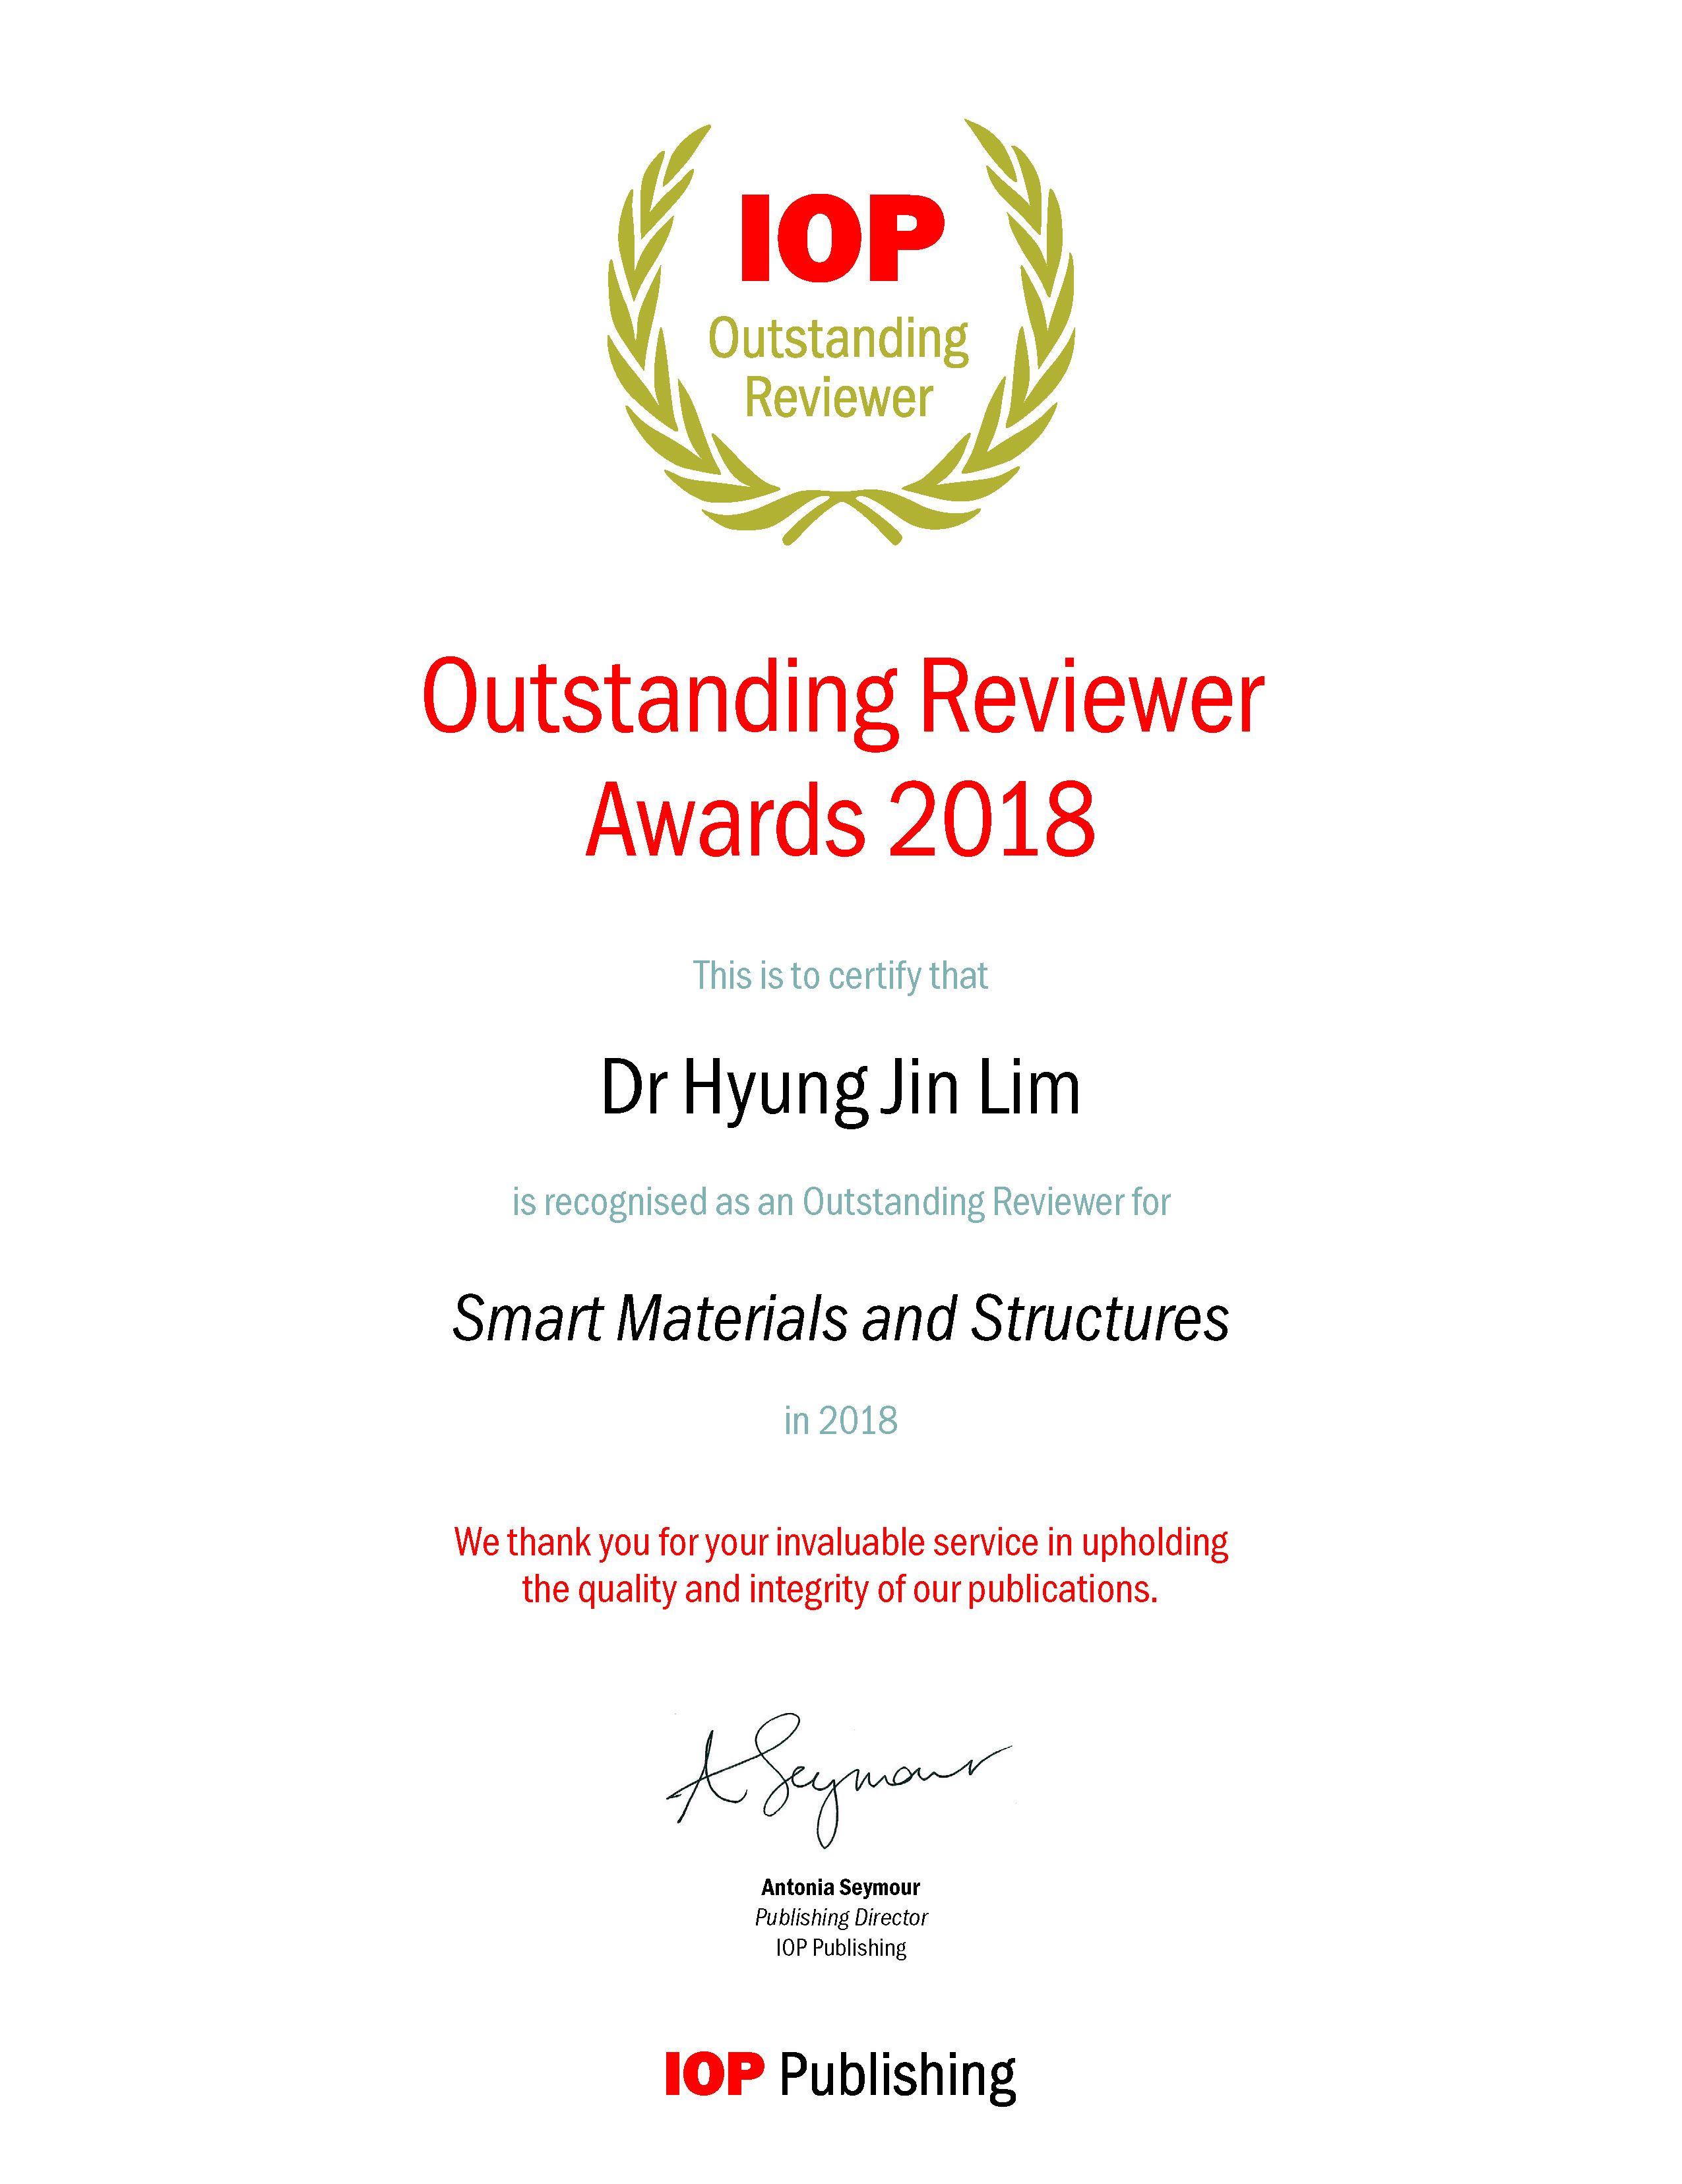 IOP
Outstanding
Reviewer
Outstanding Reviewer
Awards 2018
This is to certify that
Dr Hyung Jin Lim
is recognised as an Outstanding Reviewer for
Smart Materials and Structures
in 2018
We thank you for your invaluable service in upholding
the quality and integrity of our publications.
A Seymour
Antonia Seymour
Publishing Director
IOP Publishing
IOP Publishing